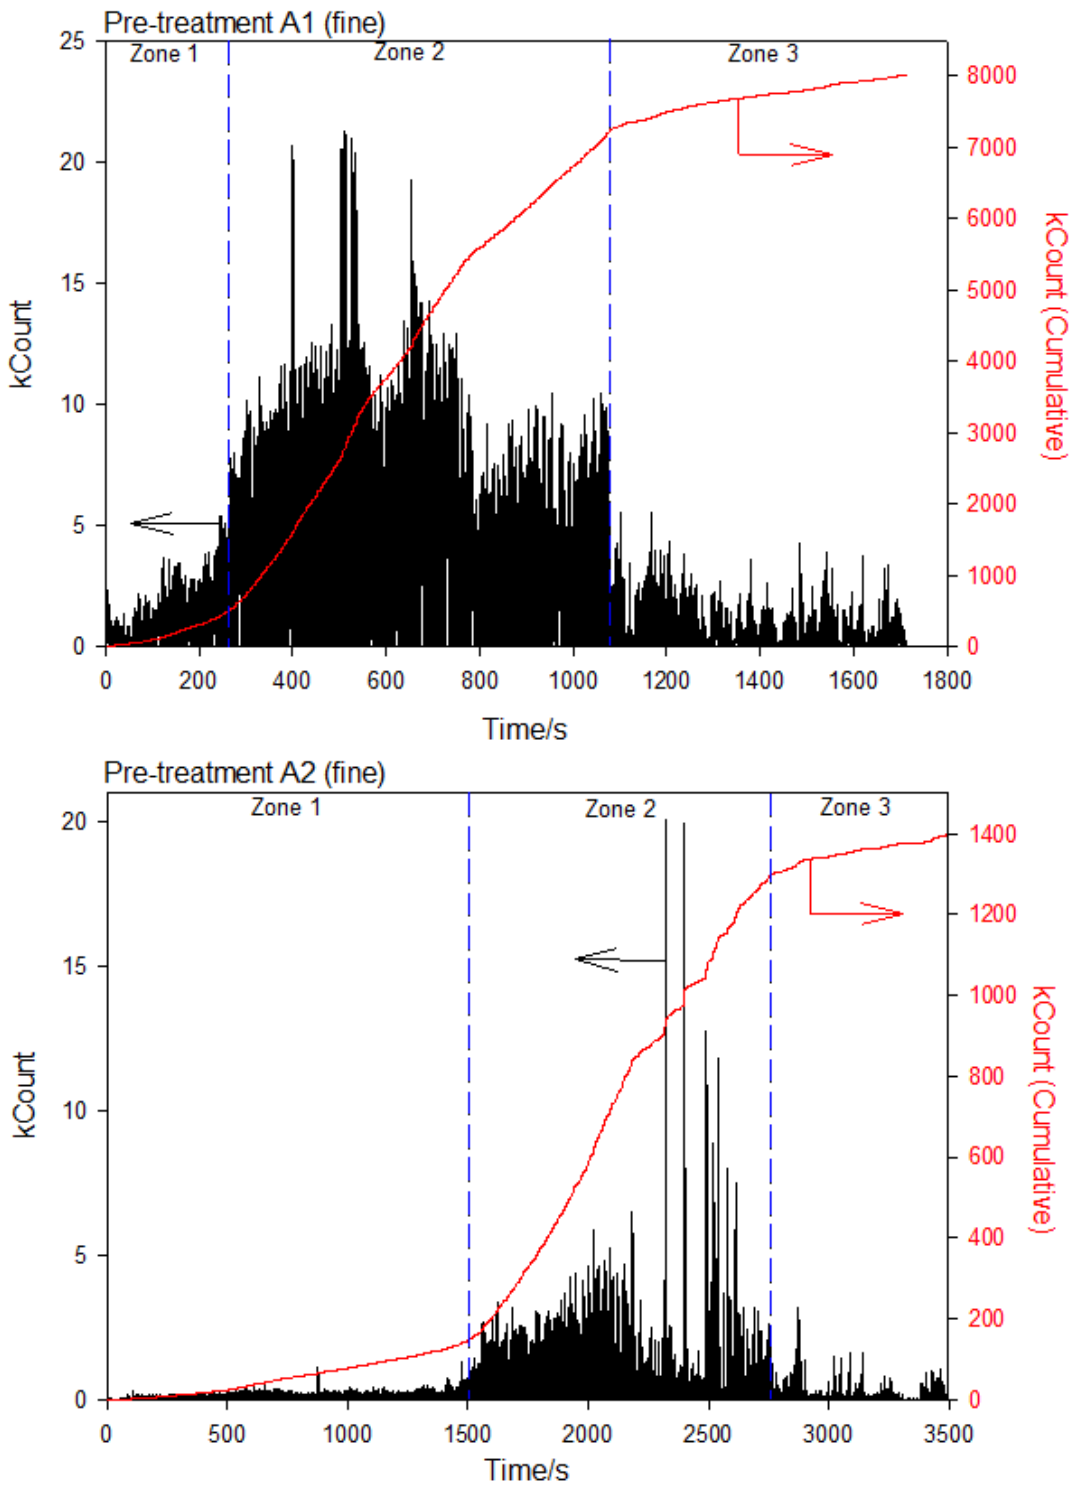 Pre-treatment A1 (fine)
Zone 1 Zone 2 Zone 3
25
20
15
10
5
0
kCount
8000
7000
6000
5000
4000
3000
2000
1000
0
kCount (Cumulative)
0 200 400 600 800 1000 1200 1400 1600 1800
Time/s
Pre-treatment A2 (fine)
Zone 1 Zone 2 Zone 3
20
15
10
5
0
kCount
1400
1200
1000
800
600
400
200
0
kCount (Cumulative)
0 500 1000 1500 2000 2500 3000 3500
Time/s